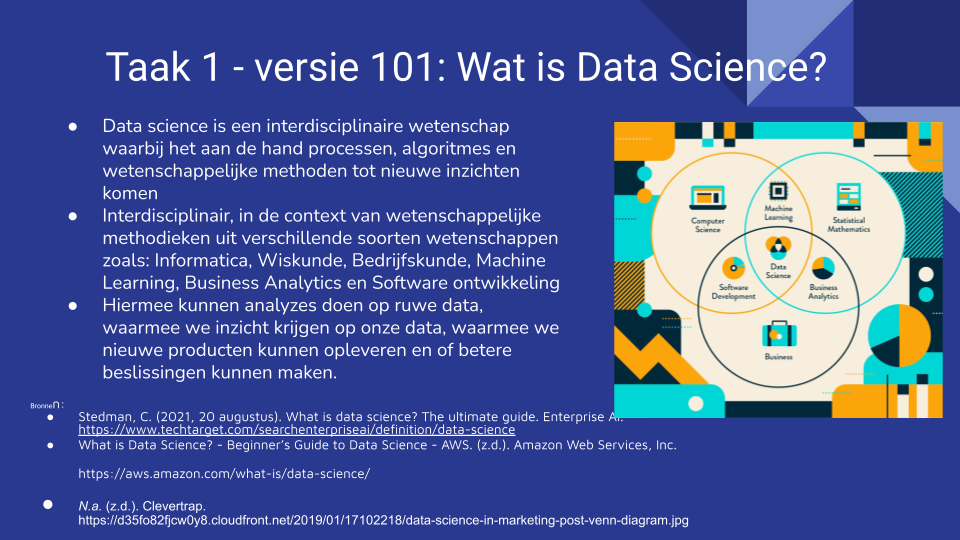 Taak 1 - versie 101: Wat is Data Science?
● Data science is een interdisciplinaire wetenschap
waarbij het aan de hand processen, algoritmes en
wetenschappelijke methoden tot nieuwe inzichten
komen
● Interdisciplinair, in de context van wetenschappelijke
methodieken uit verschillende soorten wetenschappen
zoals: Informatica, Wiskunde, Bedrijfskunde, Machine
Learning, Business Analytics en Software ontwikkeling
● Hiermee kunnen analyzes doen op ruwe data,
waarmee we inzicht krijgen op onze data, waarmee we
nieuwe producten kunnen opleveren en of betere
beslissingen kunnen maken.
Computer
Science
Machine
Learning
Statistical
Mathematics
Data
Science
Software
Development
Business
Analytics
Business
Bronnen:
● Stedman, C. (2021, 20 augustus). What is data science? The ultimate guide. Enterprise AI.
https://www.techtarget.com/searchenterpriseai/definition/data-science
● What is Data Science? - Beginner's Guide to Data Science - AWS. (z.d.). Amazon Web Services, Inc.
https://aws.amazon.com/what-is/data-science/
● N.a. (z.d.). Clevertrap.
https://d35fo82fjcw0y8.cloudfront.net/2019/01/17102218/data-science-in-marketing-post-venn-diagram.jpg